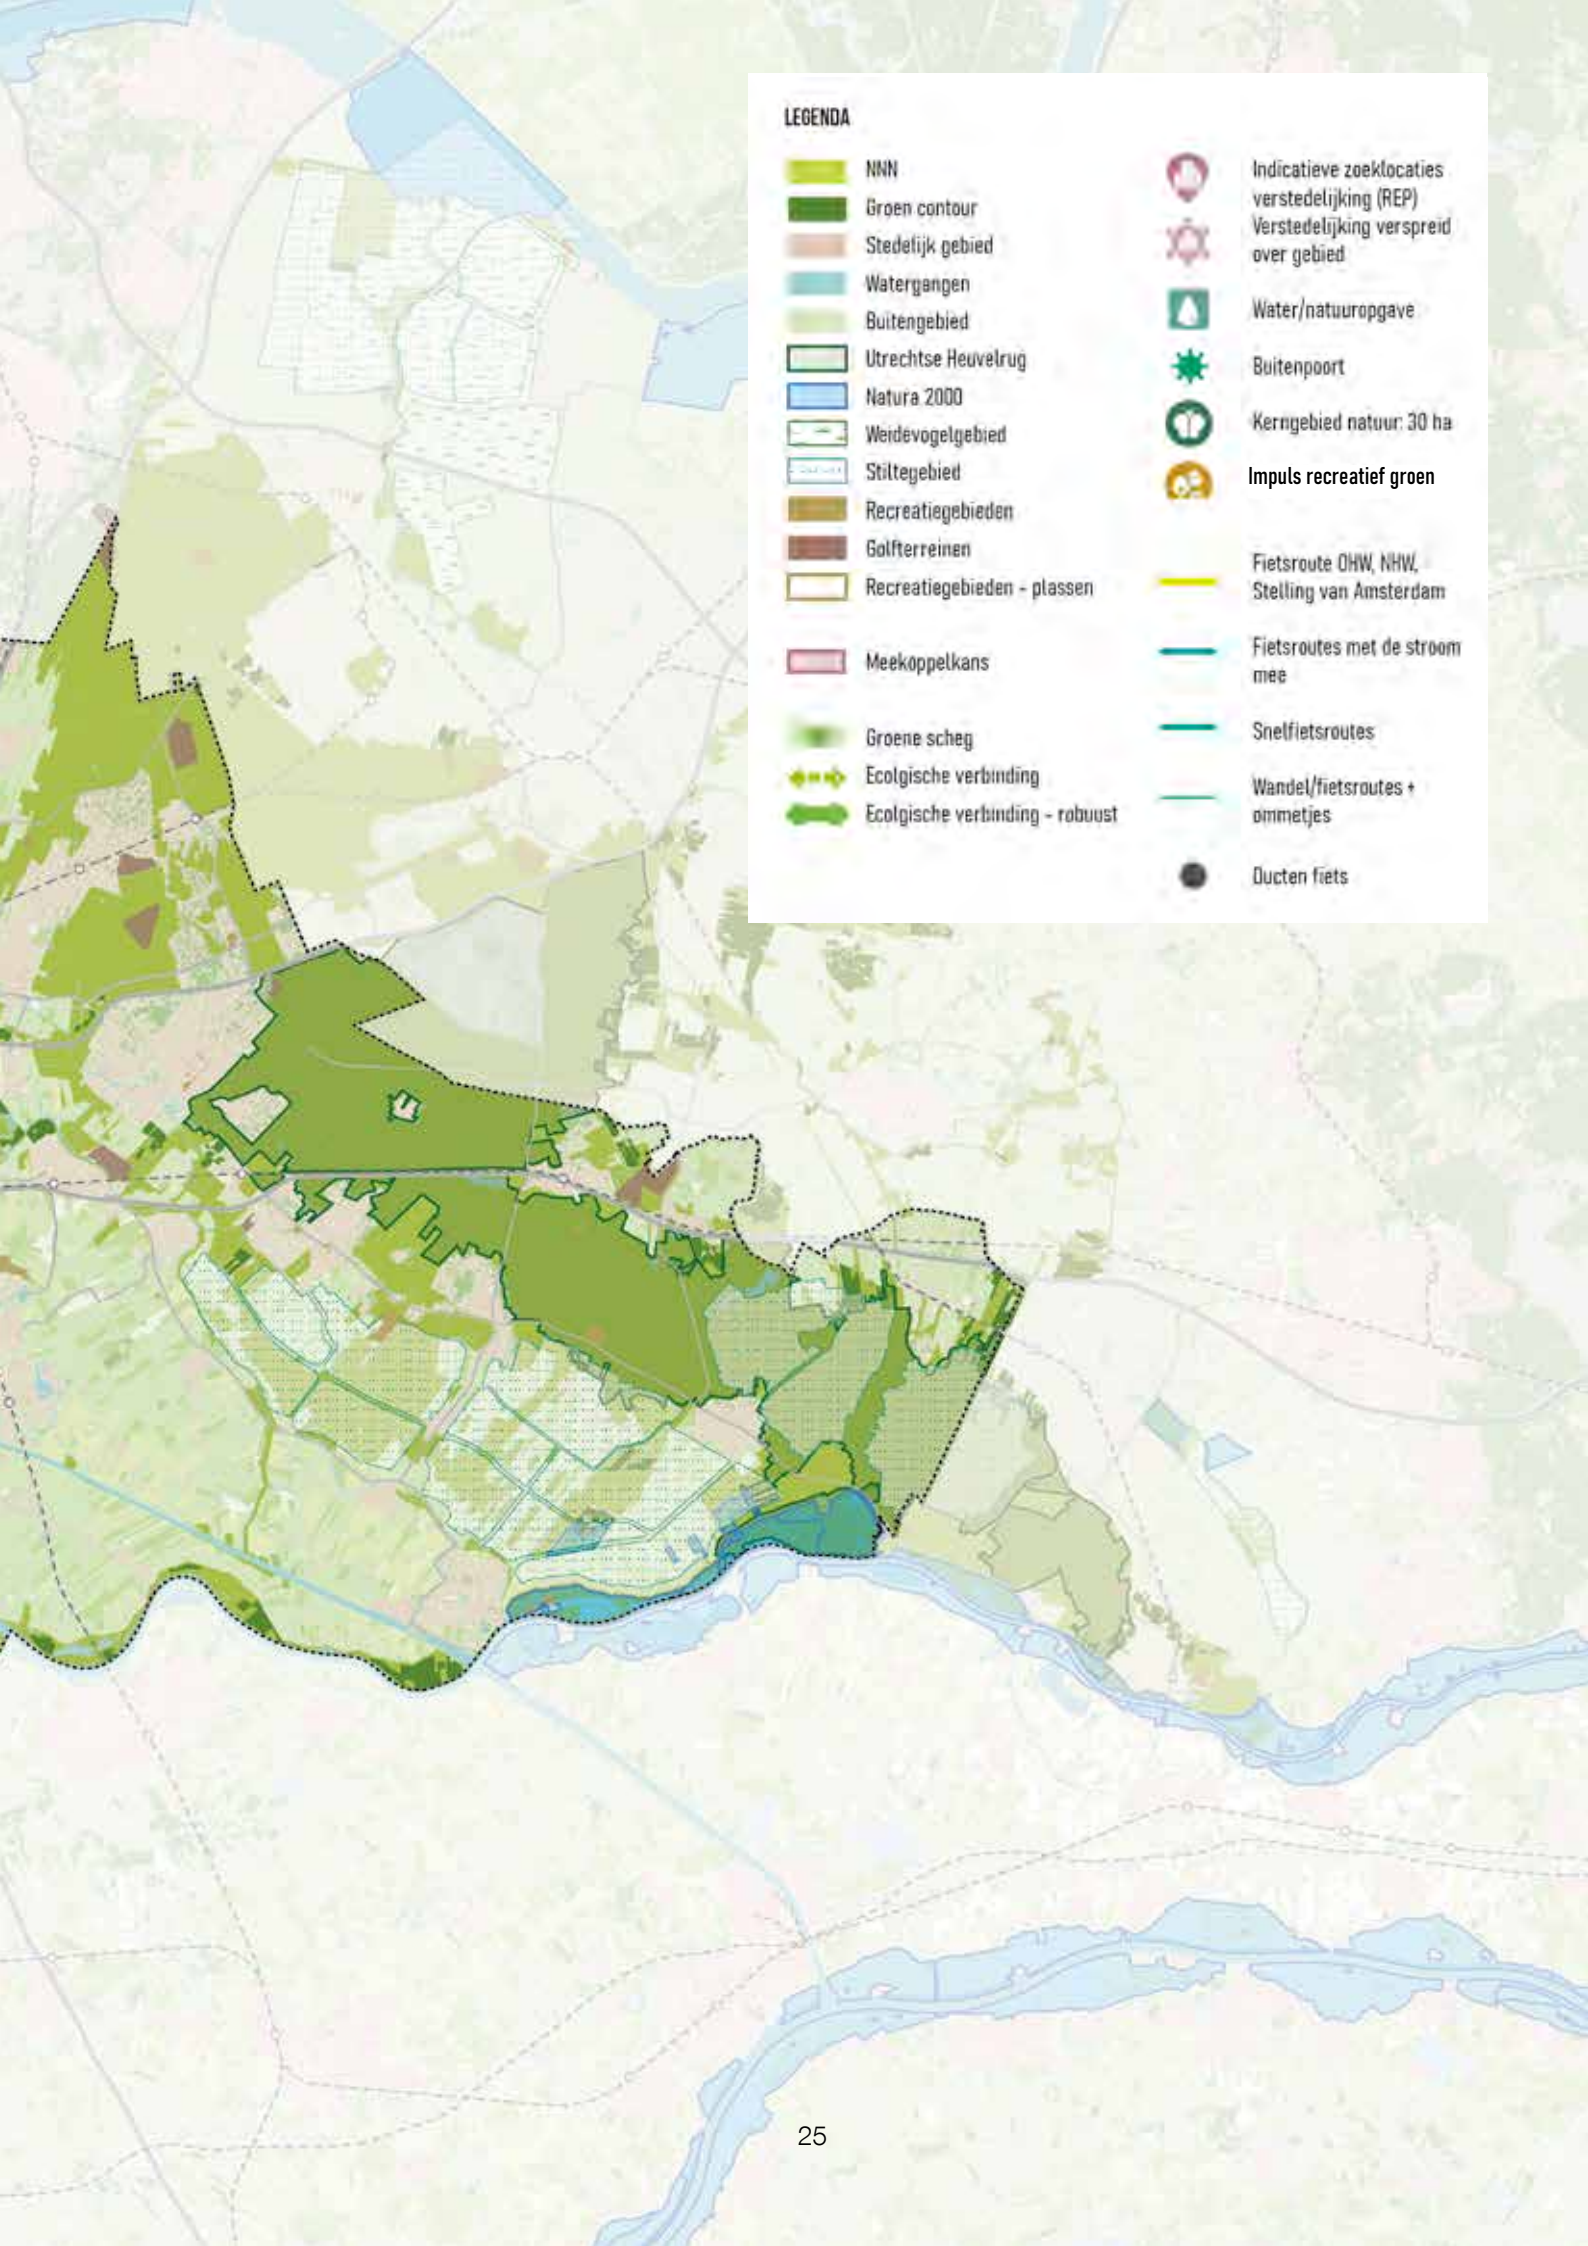 LEGENDA
NNN
Groen contour
Stedelijk gebied
Watergangen
Buitengebied
Utrechtse Heuvelrug
Natura 2000
Weidevogelgebied
Stiltegebied
Recreatiegebieden
Golfterreinen
Recreatiegebieden - plassen
Meekoppelkans
Groene scheg
Ecolgische verbinding
Ecolgische verbinding - robuust
Indicatieve zoeklocaties
verstedelijking (REP)
Verstedelijking verspreid
over gebied
Water/natuuropgave
Buitenpoort
Kerngebied natuur: 30 ha
Impuls recreatief groen
Fietsroute OHW, NHW,
Stelling van Amsterdam
Fietsroutes met de stroom
mee
Snelfietsroutes
Wandel/fietsroutes +
ommetjes
Ducten fiets
25